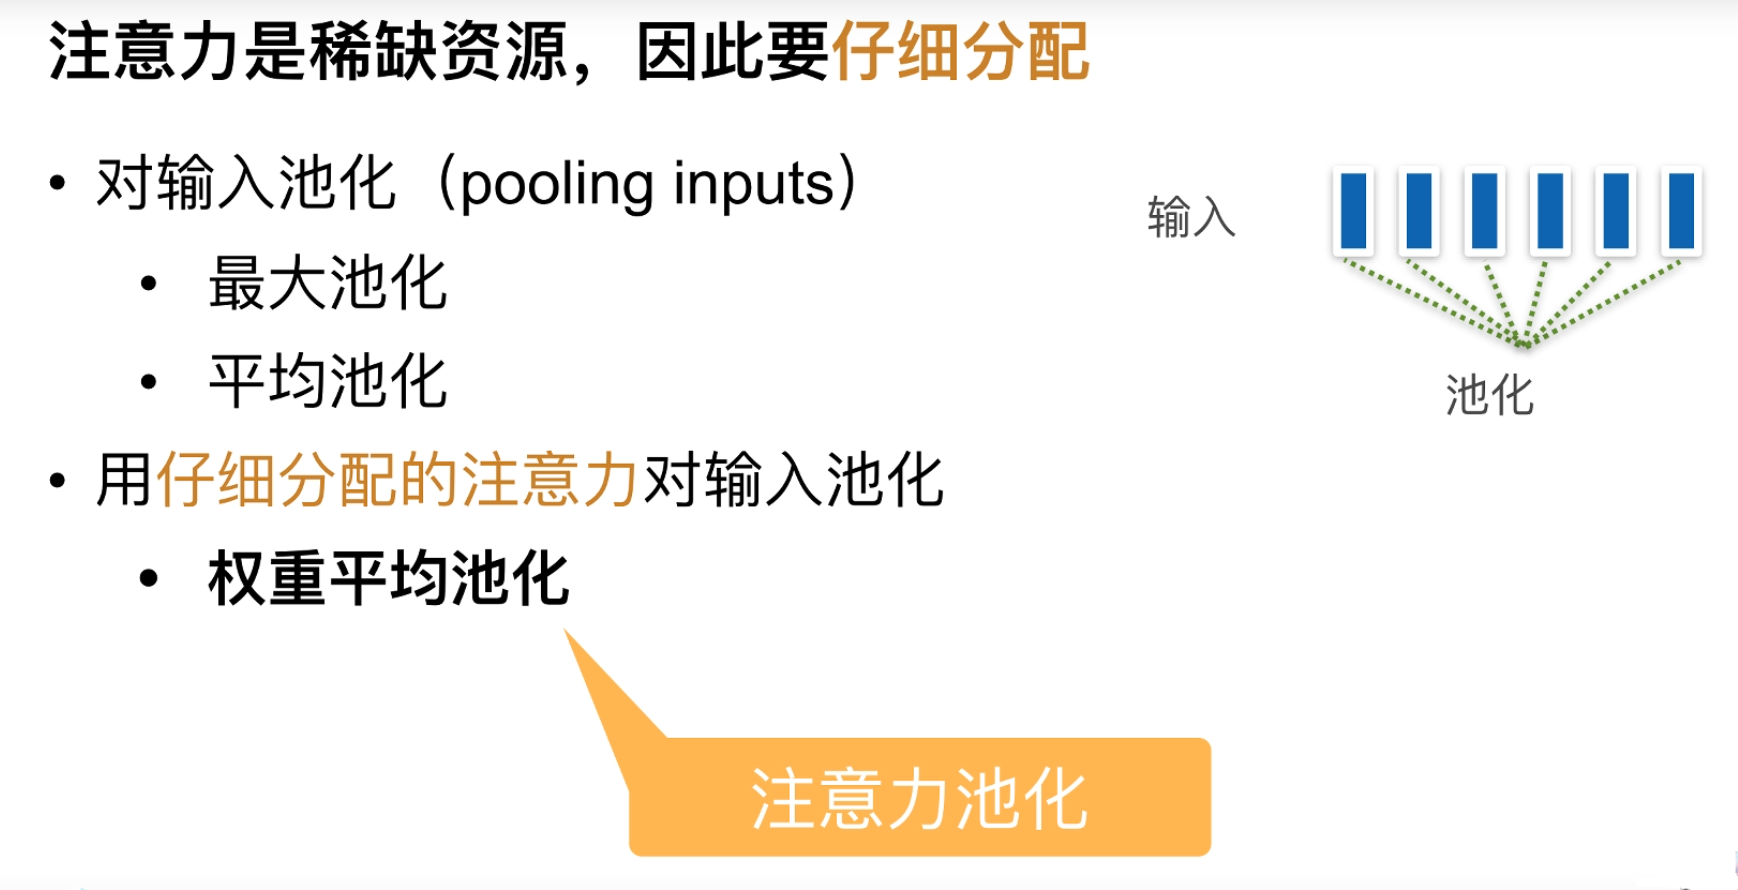 注意力是稀缺资源，因此要仔细分配
• 对输入池化（pooling inputs）
• 最大池化
• 平均池化
• 用仔细分配的注意力对输入池化
• 权重平均池化
注意力池化
输入
池化